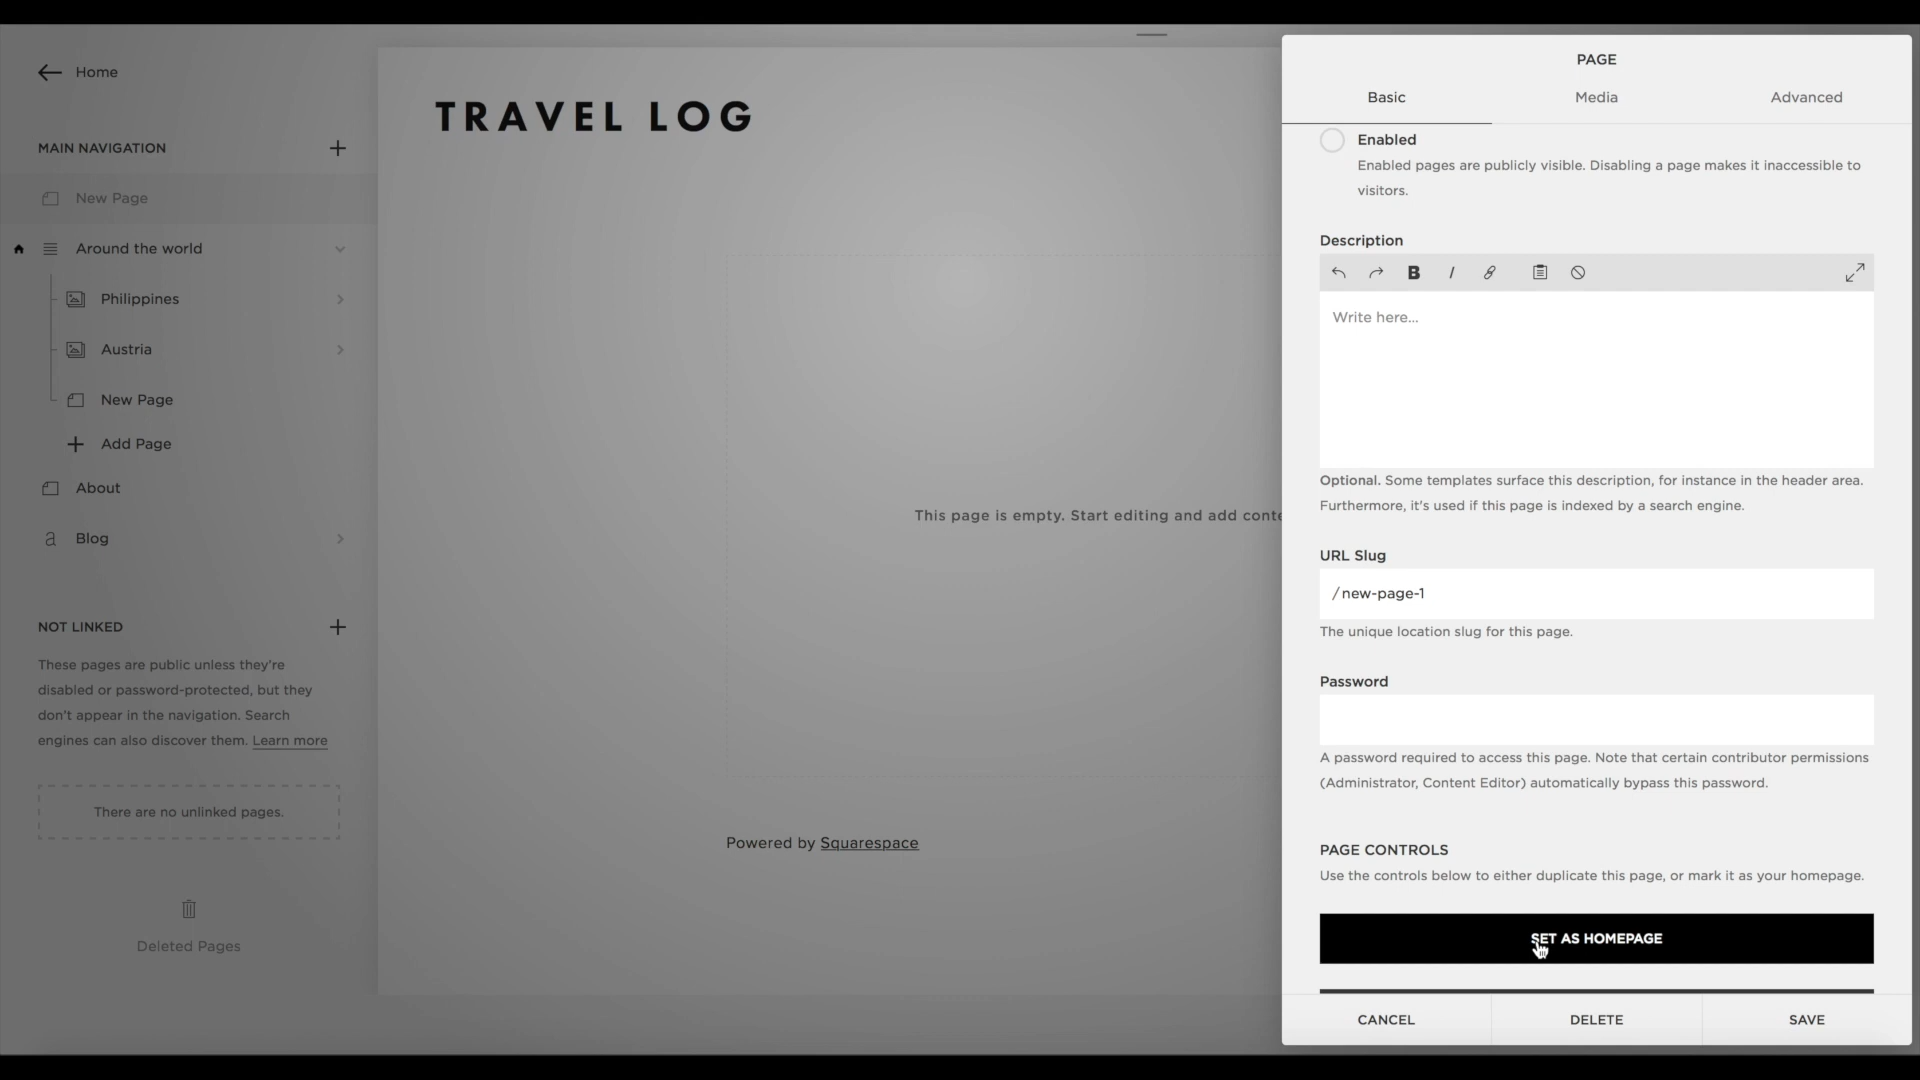 Home
MAIN NAVIGATION
New Page
Around the world
Philippines
Austria
New Page
Add Page
About
Blog
NOT LINKED
These pages are public unless they're
disabled or password-protected, but they
don't appear in the navigation. Search
engines can also discover them. Learn more
There are no unlinked pages.
Deleted Pages
TRAVEL LOG
This page is empty. Start editing and add conte
Powered by Squarespace
PAGE
Basic
Media
Advanced
Enabled
Enabled pages are publicly visible. Disabling a page makes it inaccessible to
visitors.
Description
Write here...
Optional. Some templates surface this description, for instance in the header area.
Furthermore, it's used if this page is indexed by a search engine.
URL Slug
/new-page-1
The unique location slug for this page.
Password
A password required to access this page. Note that certain contributor permissions
(Administrator, Content Editor) automatically bypass this password.
PAGE CONTROLS
Use the controls below to either duplicate this page, or mark it as your homepage.
SET AS HOMEPAGE
CANCEL
DELETE
SAVE